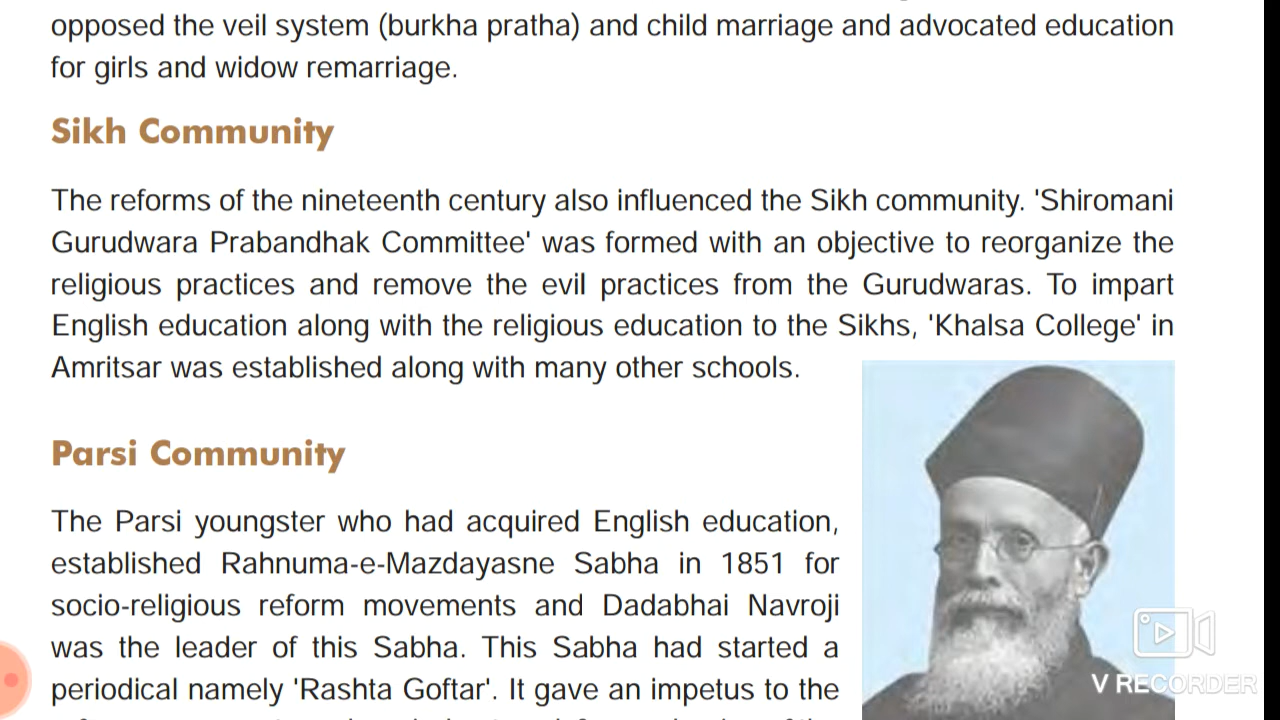 opposed the veil system (burkha pratha) and child marriage and advocated education
for girls and widow remarriage.
Sikh Community
The reforms of the nineteenth century also influenced the Sikh community. 'Shiromani
Gurudwara Prabandhak Committee' was formed with an objective to reorganize the
religious practices and remove the evil practices from the Gurudwaras. To impart
English education along with the religious education to the Sikhs, 'Khalsa College' in
Amritsar was established along with many other schools.
Parsi Community
The Parsi youngster who had acquired English education,
established Rahnuma-e-Mazdayasne Sabha in 1851 for
socio-religious reform movements and Dadabhai Navroji
was the leader of this Sabha. This Sabha had started a
periodical namely 'Rashta Goftar'. It gave an impetus to the
V RECORDER